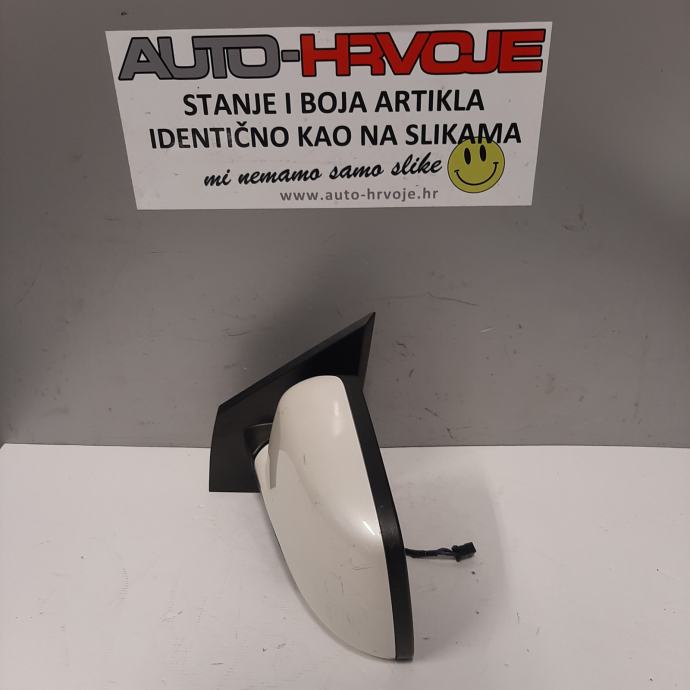 AUTO-HRVOJE
STANJE I BOJA ARTIKLA
IDENTIČNO KAO NA SLIKAMA
mi nemamo samo slike
www.auto-hrvoje.hr